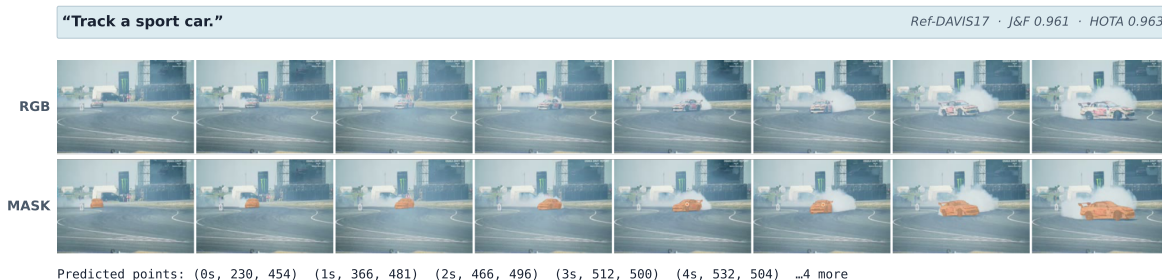 “Track a sport car.”
Ref-DAVIS17 · J&F 0.961 · HOTA 0.963
RGB
MASK
Predicted points: (0s, 230, 454) (1s, 366, 481) (2s, 466, 496) (3s, 512, 500) (4s, 532, 504) …4 more